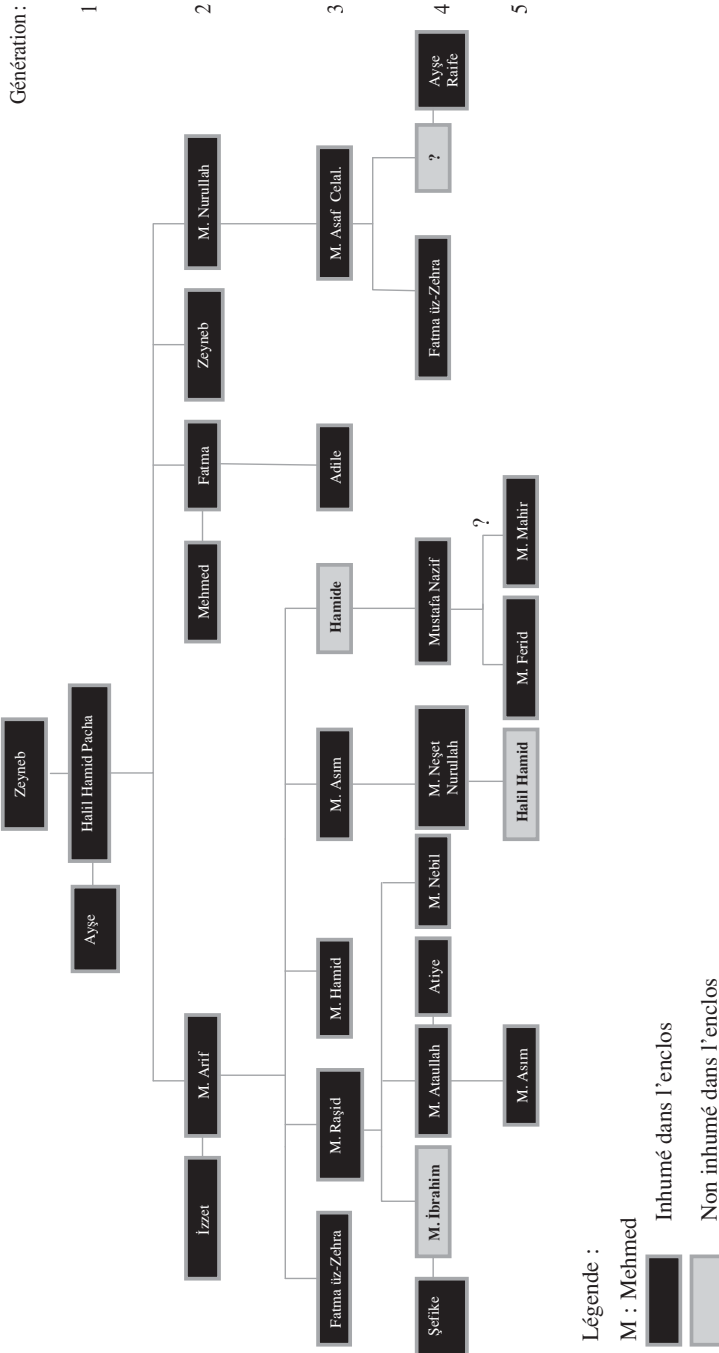 Génération :
1
2
3
4
5
Zeyneb
Ayşe
Halil Hamid Pacha
İzzet
M. Arif
Mehmed
Fatma
Zeyneb
M. Nurullah
Fatma üz-Zehra
M. Raşid
M. Hamid
M. Asım
Hamide
Adile
M. Asaf Celal.
Şefike
M. İbrahim
M. Ataullah
Atiye
M. Nebil
M. Neşet
Nurullah
Mustafa Nazif
Fatma üz-Zehra
?
Ayşe
Raife
M. Asım
Halil Hamid
M. Ferid
?
M. Mahir
Légende :
M : Mehmed
Inhumé dans l’enclos
Non inhumé dans l’enclos